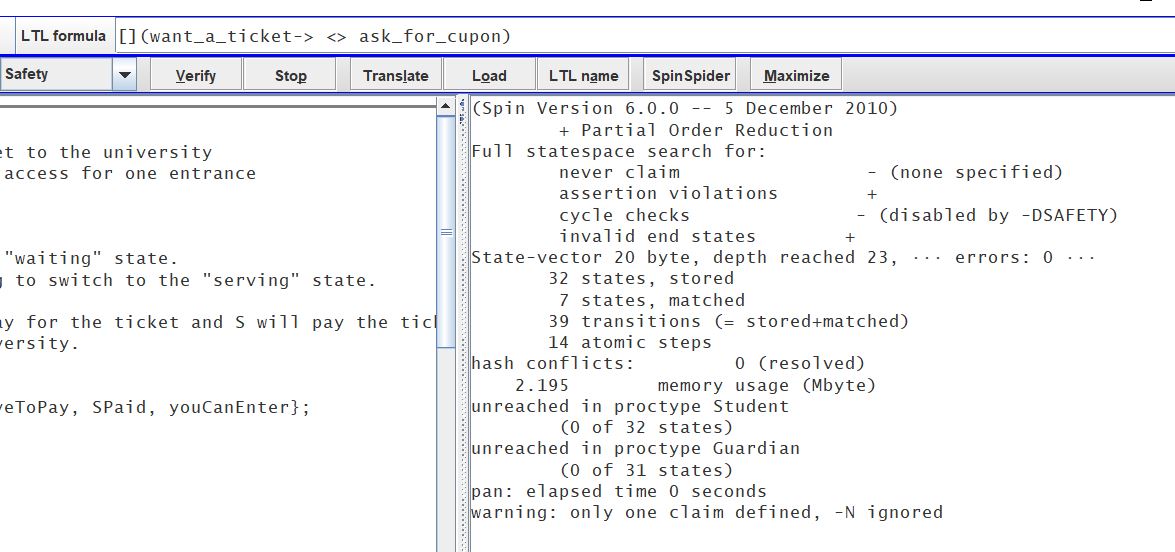 LTL formula [](want_a_ticket-> <> ask_for_cupon)
Safety Verify Stop Translate Load LTL name SpinSpider Maximize
et to the university
access for one entrance
"waiting" state.
to switch to the "serving" state.
ay for the ticket and S will pay the tic
versity.
veToPay, SPaid, youCanEnter};
(Spin Version 6.0.0 -- 5 December 2010)
+ Partial Order Reduction
Full statespace search for:
never claim - (none specified)
assertion violations +
cycle checks - (disabled by -DSAFETY)
invalid end states +
State-vector 20 byte, depth reached 23, ··· errors: 0 ···
32 states, stored
7 states, matched
39 transitions (= stored+matched)
14 atomic steps
hash conflicts: 0 (resolved)
2.195 memory usage (Mbyte)
unreached in proctype Student
(0 of 32 states)
unreached in proctype Guardian
(0 of 31 states)
pan: elapsed time 0 seconds
warning: only one claim defined, -N ignored